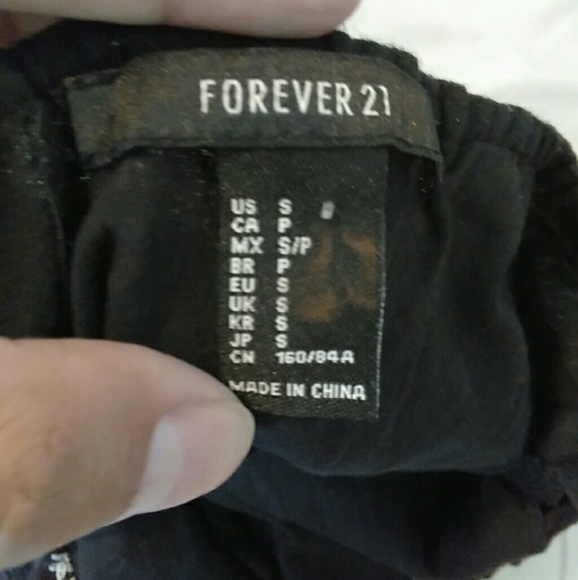 FOREVER 21
US S
CA P
MX S/P
BR P
EU S
UK S
KR S
JP S
CN 160/84A
MADE IN CHINA